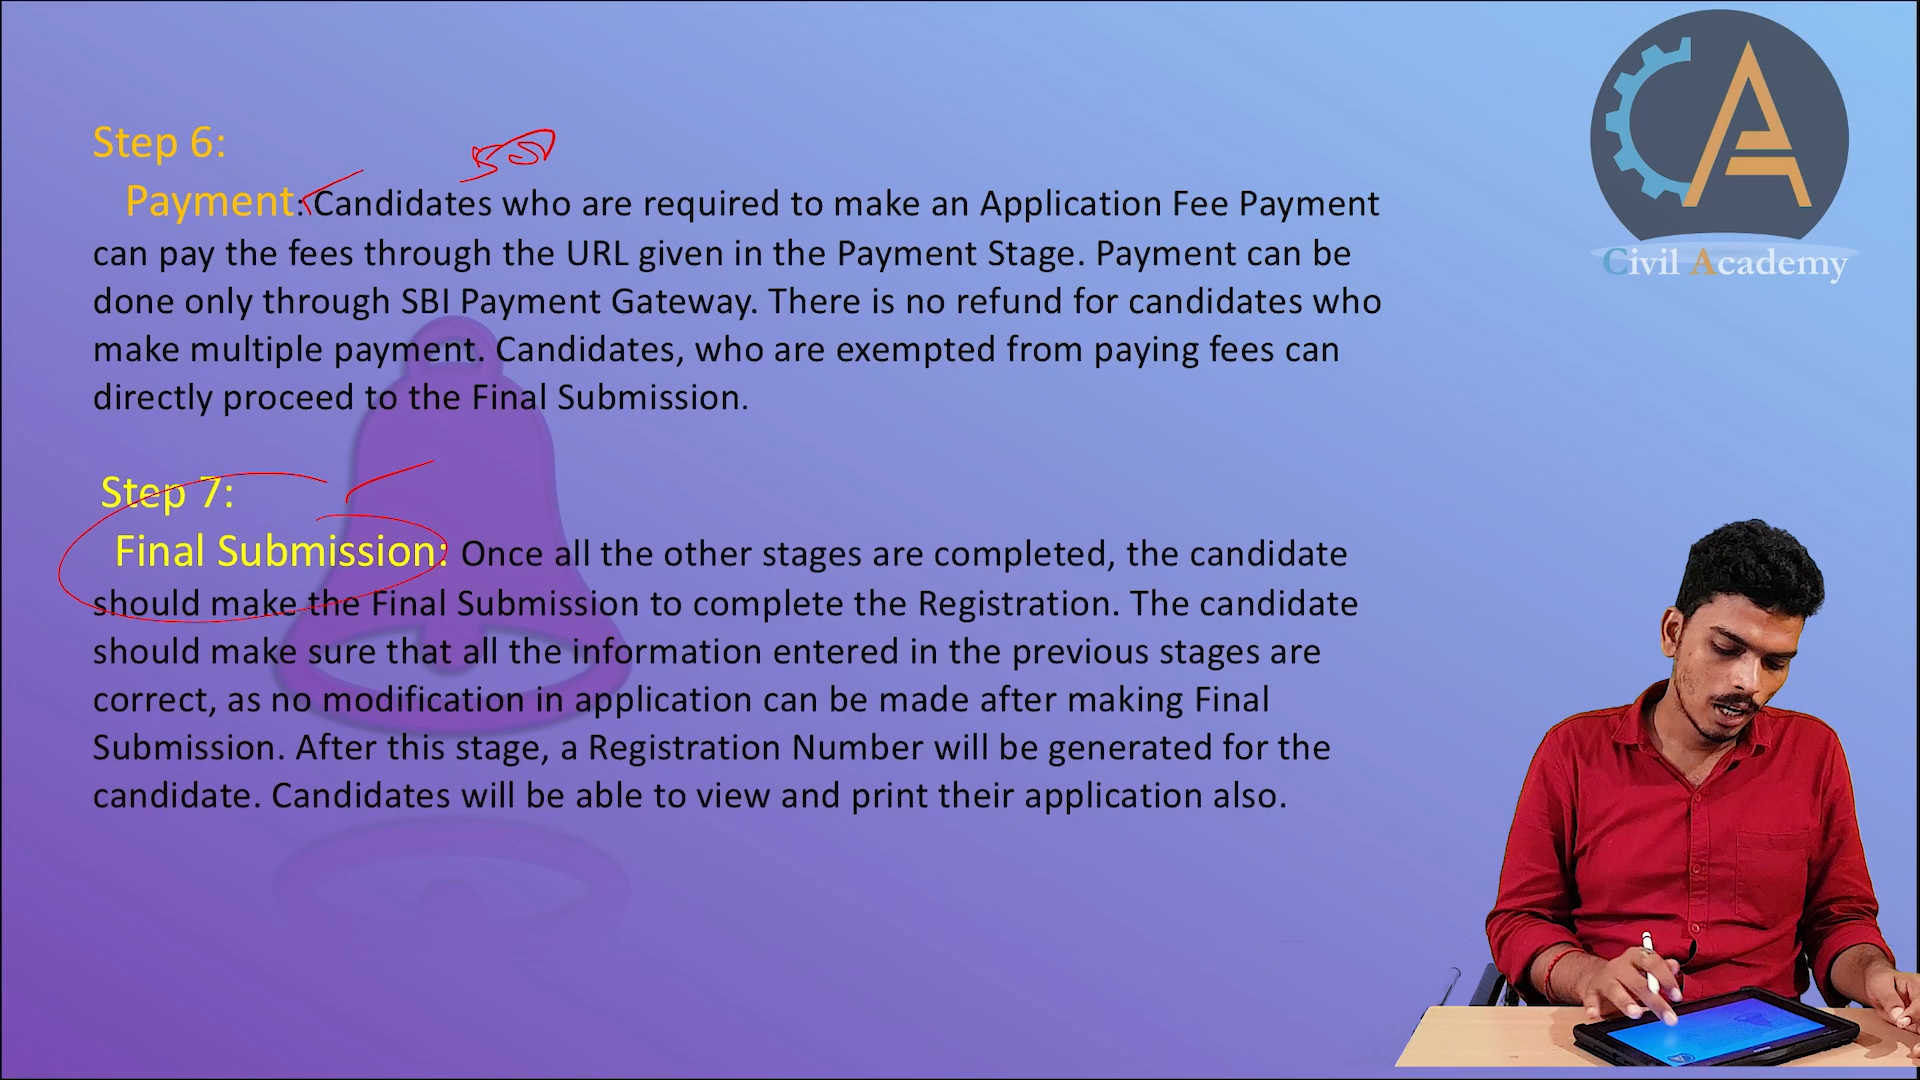 Step 6:
Payment: Candidates who are required to make an Application Fee Payment
can pay the fees through the URL given in the Payment Stage. Payment can be
done only through SBI Payment Gateway. There is no refund for candidates who
make multiple payment. Candidates, who are exempted from paying fees can
directly proceed to the Final Submission.
Step 7:
Final Submission: Once all the other stages are completed, the candidate
should make the Final Submission to complete the Registration. The candidate
should make sure that all the information entered in the previous stages are
correct, as no modification in application can be made after making Final
Submission. After this stage, a Registration Number will be generated for the
candidate. Candidates will be able to view and print their application also.
CA
Civil Academy